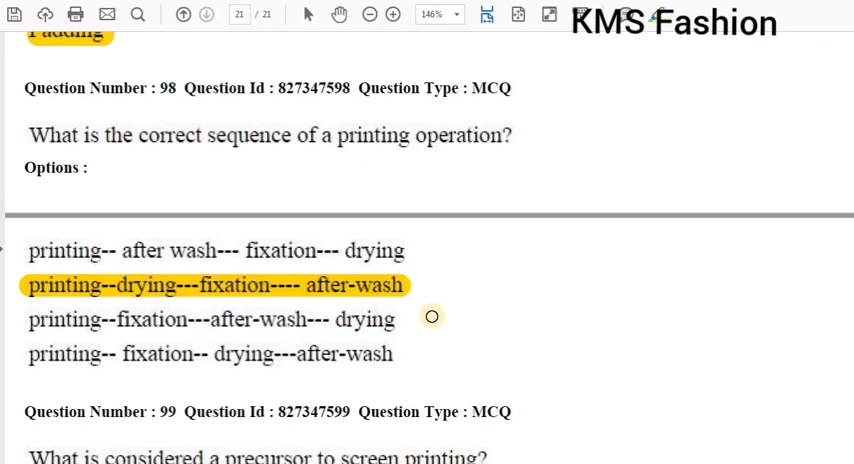 21 / 21
146%
KMS Fashion
Padding
Question Number : 98 Question Id : 827347598 Question Type : MCQ
What is the correct sequence of a printing operation?
Options :
printing-- after wash--- fixation--- drying
printing--drying---fixation---- after-wash
printing--fixation---after-wash--- drying
printing-- fixation-- drying---after-wash
Question Number : 99 Question Id : 827347599 Question Type : MCQ
What is considered a precursor to screen printing?